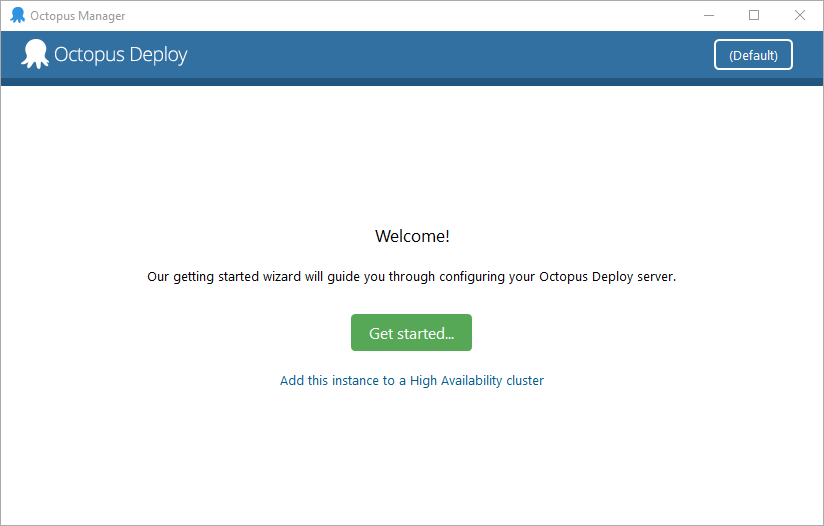 Octopus Manager
Octopus Deploy
(Default)
Welcome!
Our getting started wizard will guide you through configuring your Octopus Deploy server.
Get started...
Add this instance to a High Availability cluster